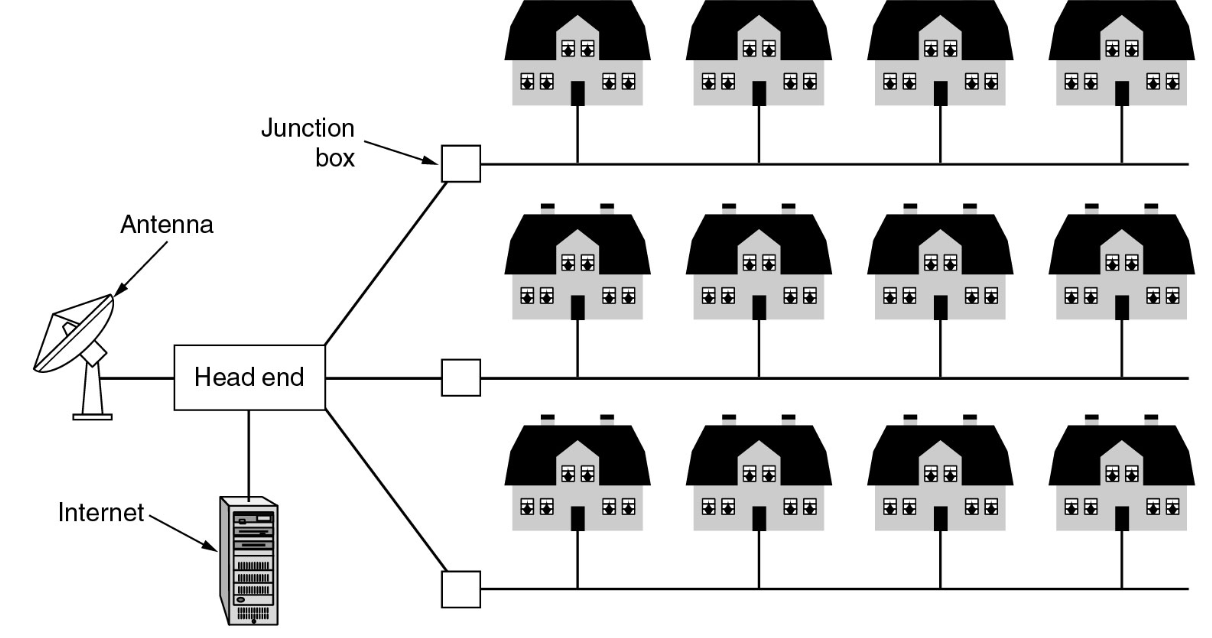 Junction
box
Antenna
Head end
Internet